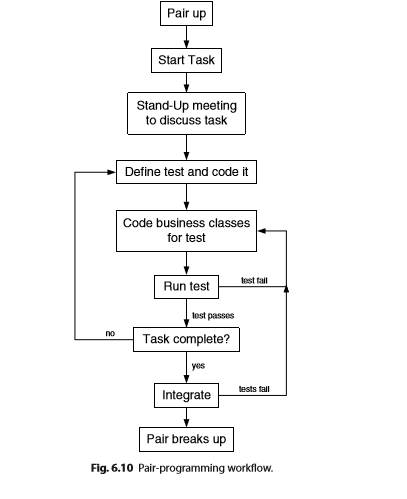 Pair up
Start Task
Stand-Up meeting
to discuss task
Define test and code it
Code business classes
for test
Run test
test fail
test passes
no
Task complete?
yes
Integrate
tests fail
Pair breaks up
Fig. 6.10 Pair-programming workflow.